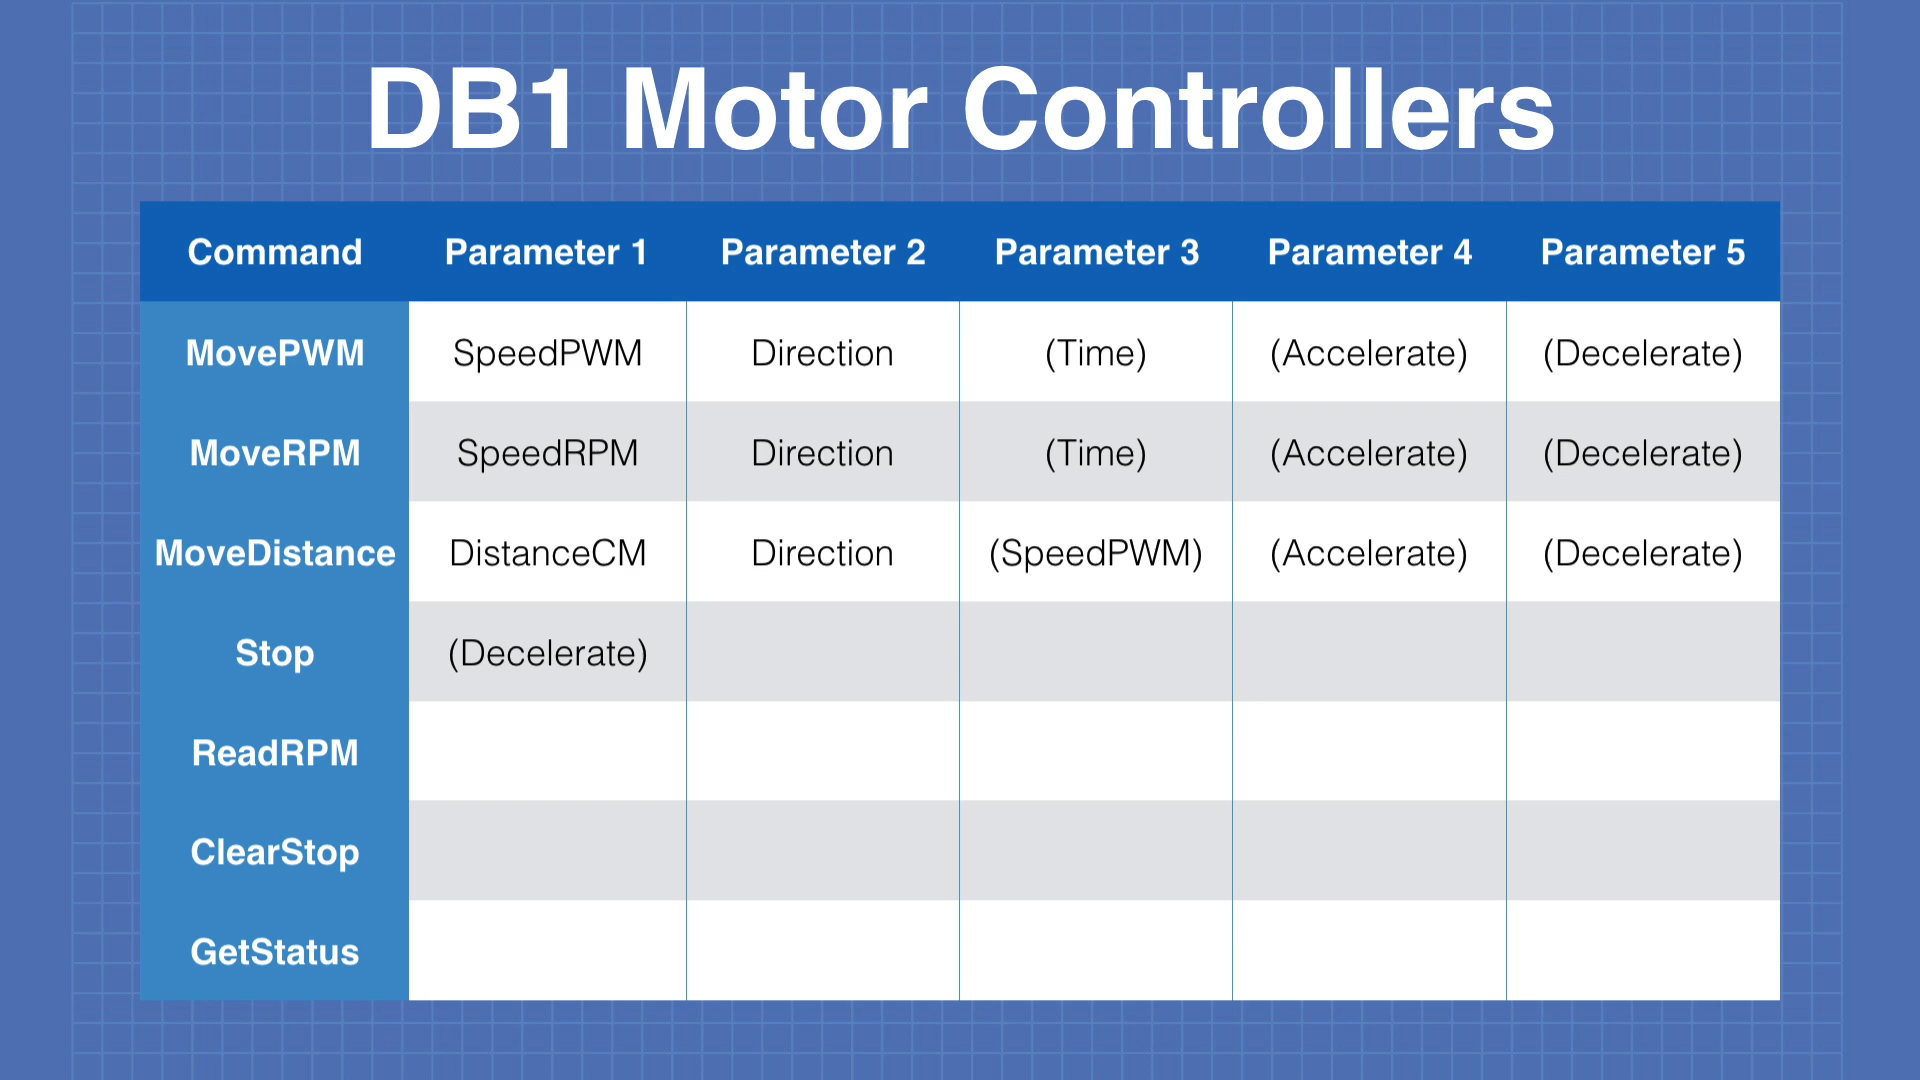 DB1 Motor Controllers
Command Parameter 1 Parameter 2 Parameter 3 Parameter 4 Parameter 5
MovePWM SpeedPWM Direction (Time) (Accelerate) (Decelerate)
MoveRPM SpeedRPM Direction (Time) (Accelerate) (Decelerate)
MoveDistance DistanceCM Direction (SpeedPWM) (Accelerate) (Decelerate)
Stop (Decelerate)
ReadRPM
ClearStop
GetStatus